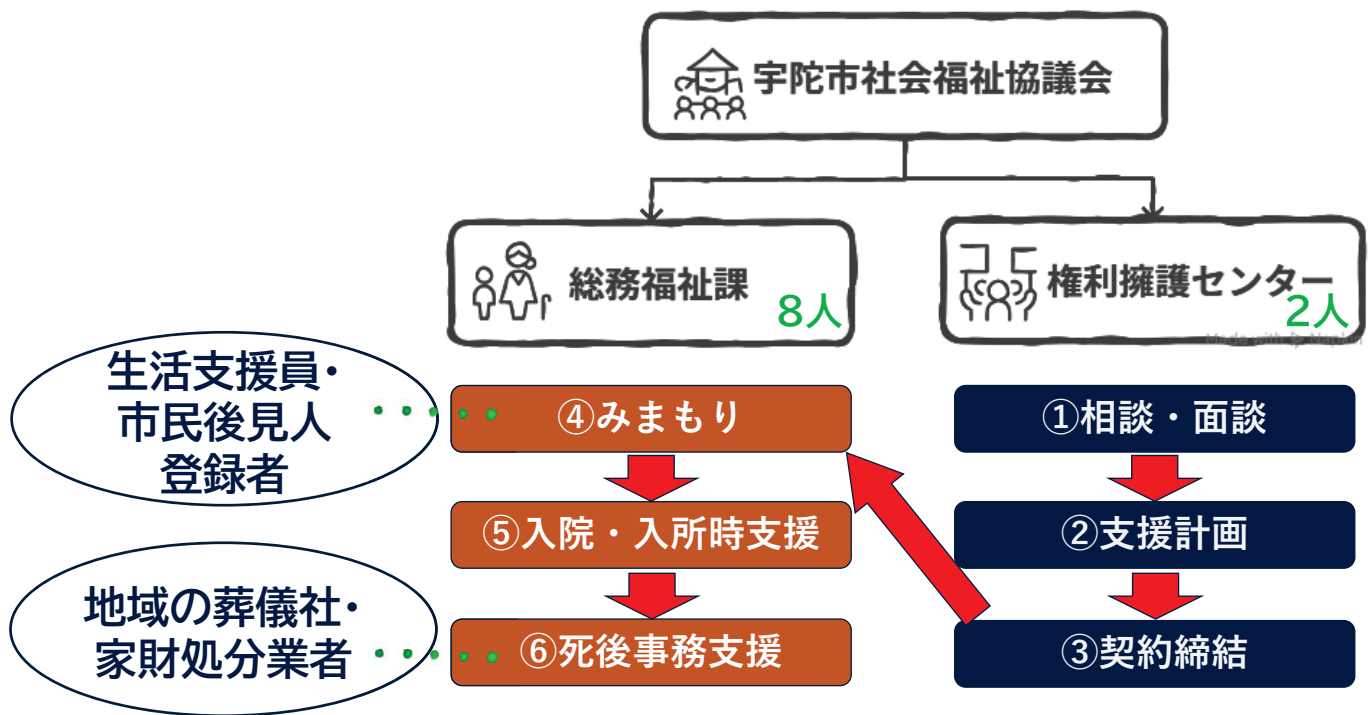 宇陀市社会福祉協議会
総務福祉課
8人
権利擁護センター
2人
Made with Napkin
生活支援員・
市民後見人
登録者
④みまもり
①相談・面談
⑤入院・入所時支援
②支援計画
地域の葬儀社・
家財処分業者
⑥死後事務支援
③契約締結